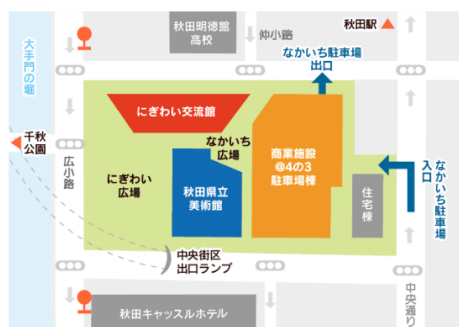 秋田明徳館
高校
仲小路
秋田駅
なかいち駐車場
出口
大手門の堀
千秋
公園
広小路
にぎわい交流館
なかいち
広場
にぎわい
広場
秋田県立
美術館
商業施設
@4の3
駐車場棟
住宅棟
なかいち駐車場
入口
中央街区
出口ランプ
秋田キャッスルホテル
中央通り